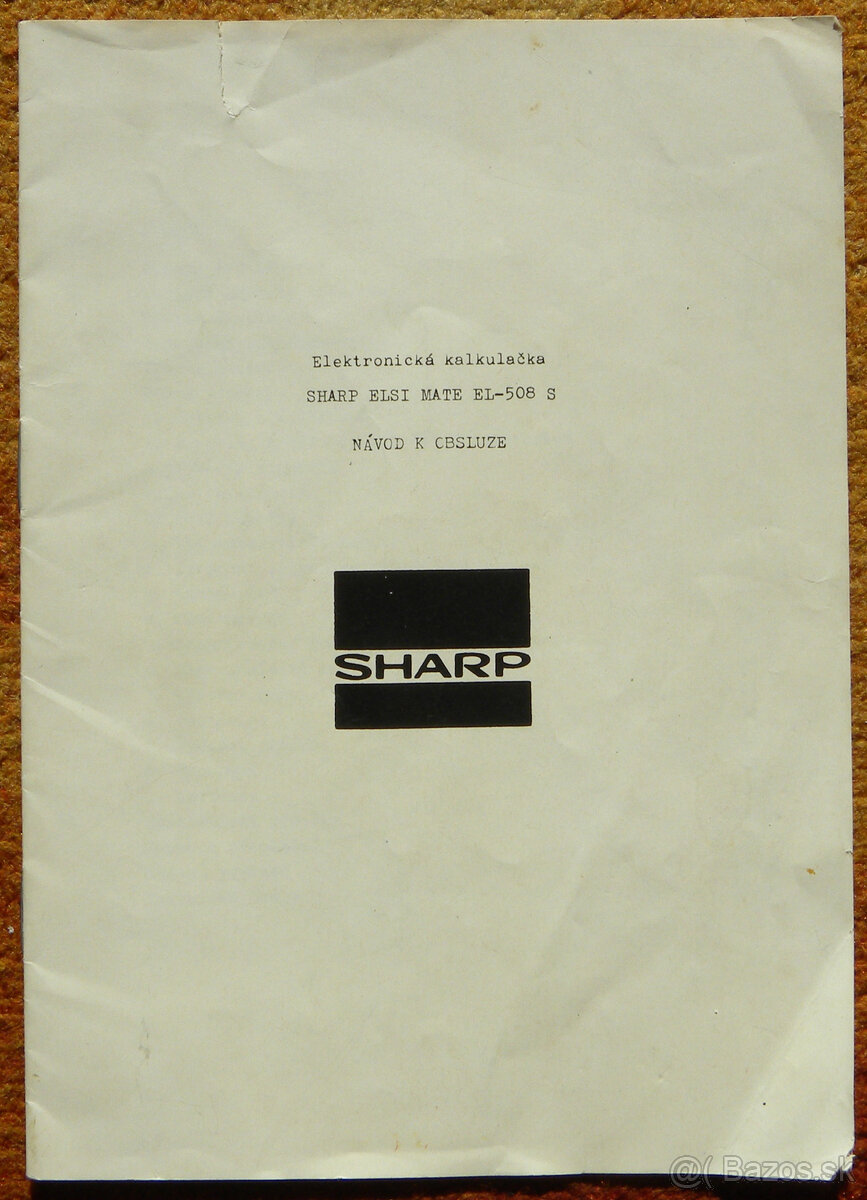 Elektronická kalkulačka
SHARP ELSI MATE EL-508 S
NÁVOD K OBSLUZE
SHARP
@( Bazos.sk